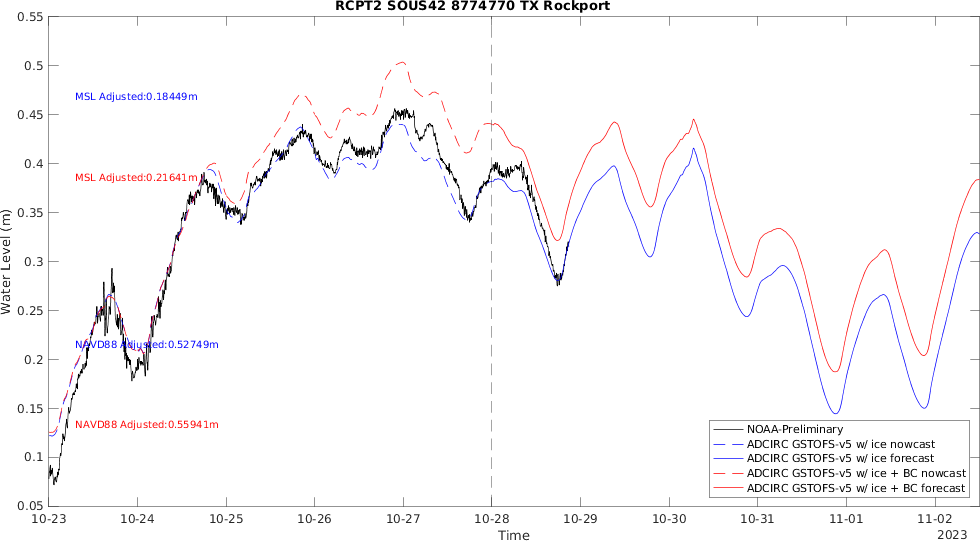 RCPT2 SOUS42 8774770 TX Rockport
0.55
0.5
0.45
0.4
0.35
0.3
0.25
0.2
0.15
0.1
0.05
Water Level (m)
MSL Adjusted:0.18449m
MSL Adjusted:0.21641m
NAVD88 Adjusted:0.52749m
NAVD88 Adjusted:0.55941m
NOAA-Preliminary
ADCIRC GSTOFS-v5 w/ ice nowcast
ADCIRC GSTOFS-v5 w/ ice forecast
ADCIRC GSTOFS-v5 w/ ice + BC nowcast
ADCIRC GSTOFS-v5 w/ ice + BC forecast
10-23 10-24 10-25 10-26 10-27 10-28 10-29 10-30 10-31 11-01 11-02
Time
2023